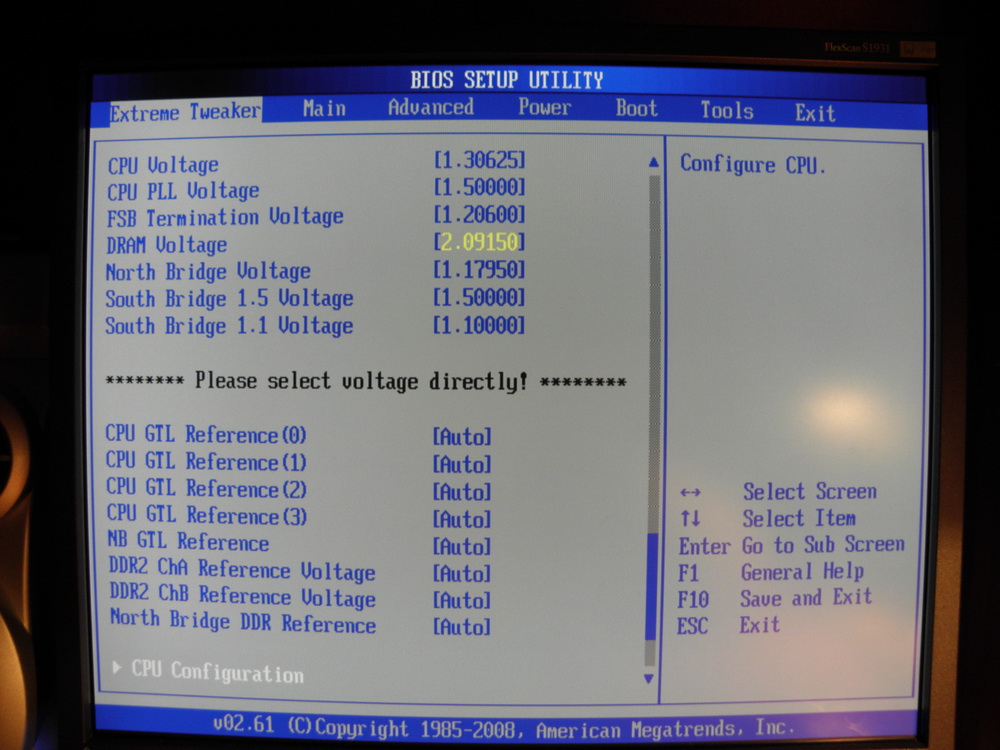 FlexScan S1931
BIOS SETUP UTILITY
Extreme Tweaker Main Advanced Power Boot Tools Exit
CPU Voltage [1.30625]
CPU PLL Voltage [1.50000]
FSB Termination Voltage [1.20600]
DRAM Voltage [2.09150]
North Bridge Voltage [1.17950]
South Bridge 1.5 Voltage [1.50000]
South Bridge 1.1 Voltage [1.10000]
******** Please select voltage directly! ********
CPU GTL Reference(0) [Auto]
CPU GTL Reference(1) [Auto]
CPU GTL Reference(2) [Auto]
CPU GTL Reference(3) [Auto]
NB GTL Reference [Auto]
DDR2 ChA Reference Voltage [Auto]
DDR2 ChB Reference Voltage [Auto]
North Bridge DDR Reference [Auto]
▶ CPU Configuration
Configure CPU.
↔ Select Screen
↑↓ Select Item
Enter Go to Sub Screen
F1 General Help
F10 Save and Exit
ESC Exit
v02.61 (C)Copyright 1985-2008, American Megatrends, Inc.